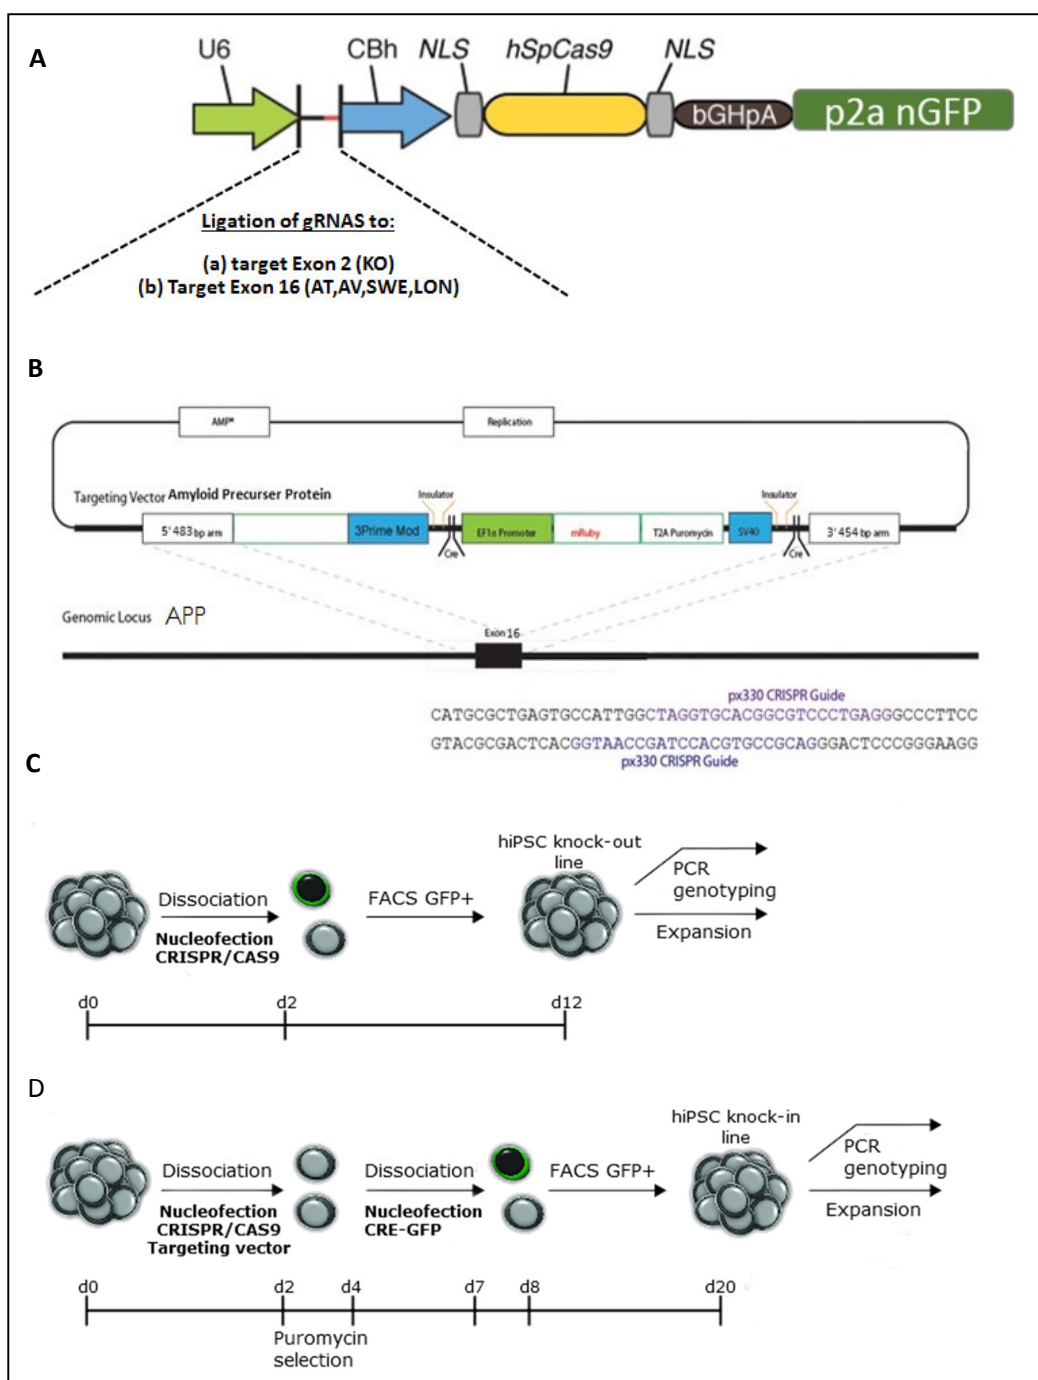 A
U6
CBh
NLS
hSpCas9
NLS
bGHpA
p2a nGFP
Ligation of gRNAS to:
(a) target Exon 2 (KO)
(b) Target Exon 16 (AT,AV,SWE,LON)
B
AMPᴿ
Replication
Targeting Vector Amyloid Precurser Protein
Insulator
Insulator
5' 483 bp arm
3Prime Mod
EF1α Promoter
mRuby
T2A Puromycin
SV40
3' 454 bp arm
Cre
Cre
Genomic Locus APP
Exon 16
px330 CRISPR Guide
CATGCGCTGAGTGCCATTGGCTAGGTGCACGGCGTCCCTGAGGGCCCTTCC
GTACGCGACTCACGGTAACCGATCCACGTGCCGCAGGGACTCCCGGGAAGG
px330 CRISPR Guide
C
Dissociation
Nucleofection
CRISPR/CAS9
FACS GFP+
hiPSC knock-out
line
PCR
genotyping
Expansion
d0
d2
d12
D
Dissociation
Nucleofection
CRISPR/CAS9
Targeting vector
Dissociation
Nucleofection
CRE-GFP
FACS GFP+
hiPSC knock-in
line
PCR
genotyping
Expansion
d0
d2
d4
d7
d8
d20
Puromycin
selection